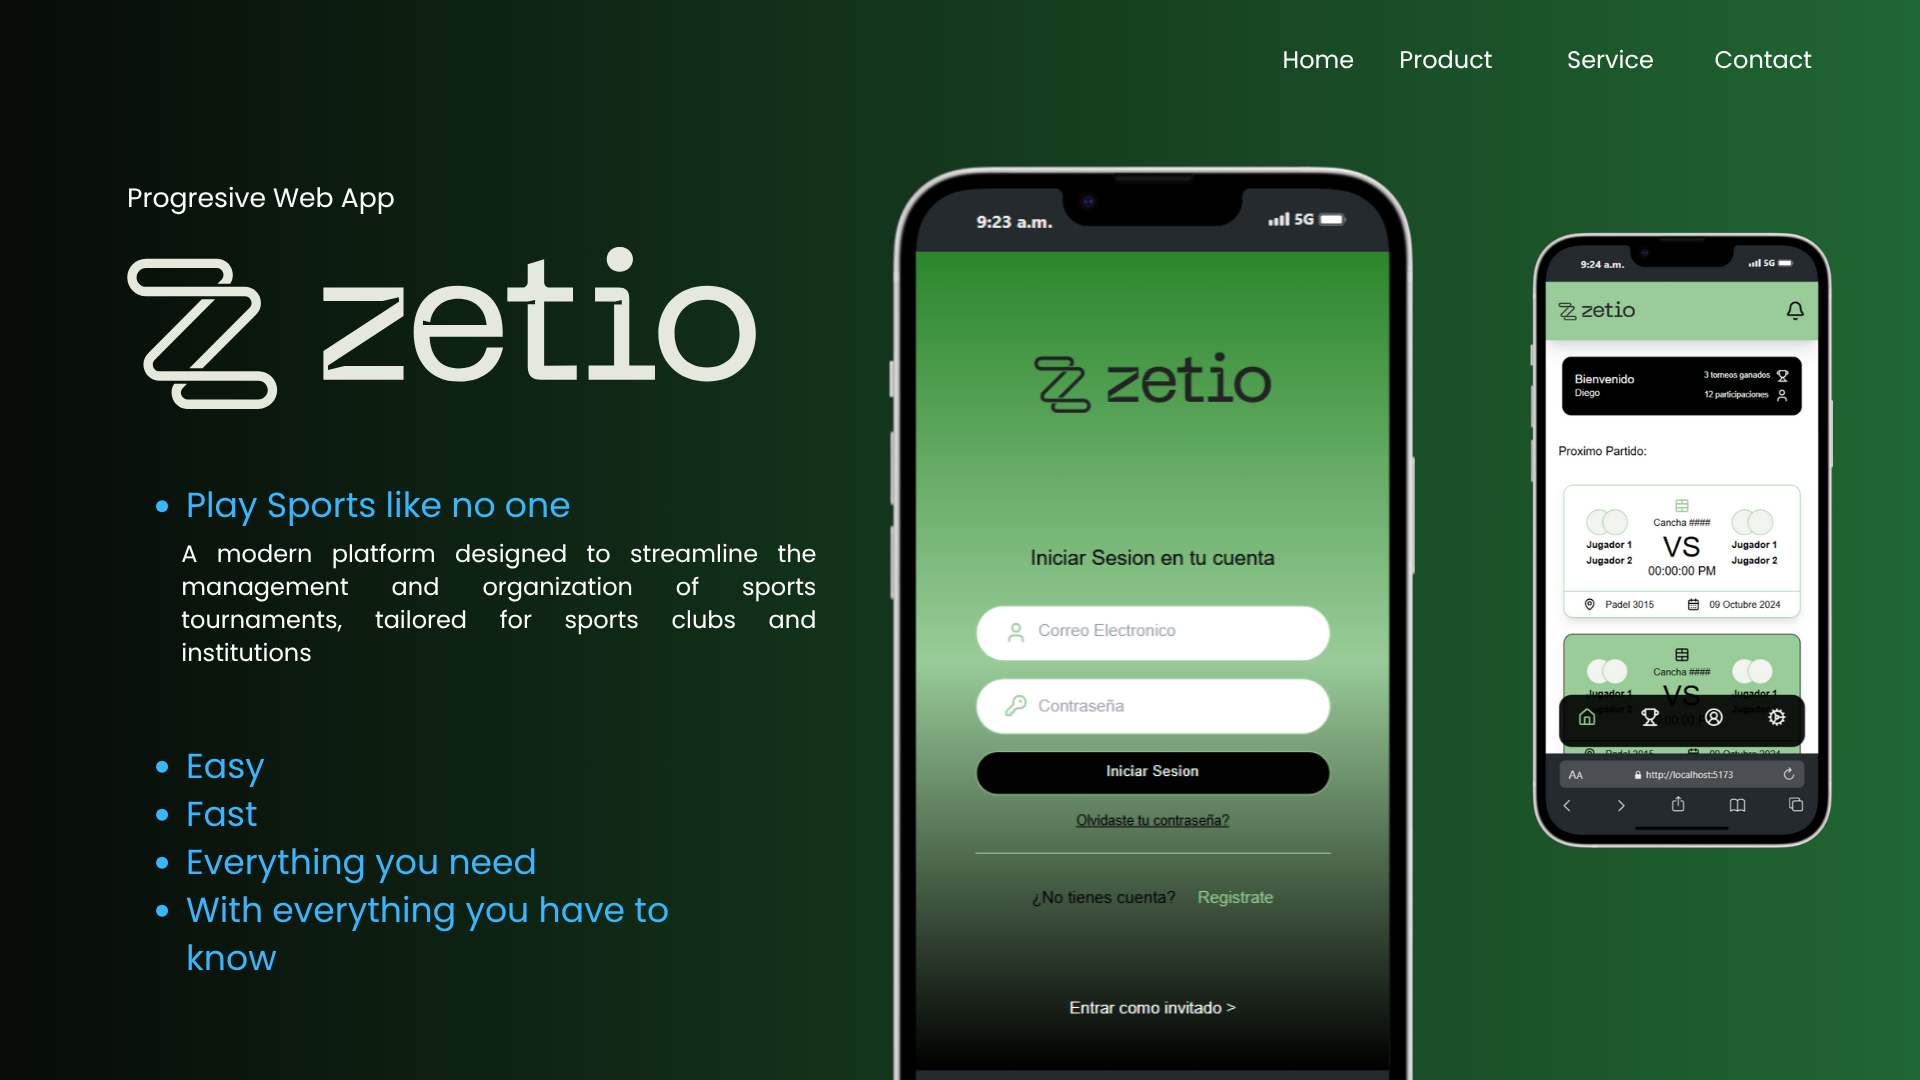 Home Product Service Contact
Progresive Web App
zetio
Play Sports like no one
A modern platform designed to streamline the
management and organization of sports
tournaments, tailored for sports clubs and
institutions
Easy
Fast
Everything you need
With everything you have to
know
9:23 a.m. 5G
zetio
Iniciar Sesion en tu cuenta
Correo Electronico
Contraseña
Iniciar Sesion
Olvidaste tu contraseña?
¿No tienes cuenta? Registrate
Entrar como invitado >
9:24 a.m. 5G
zetio
Bienvenido
Diego
3 torneos ganados
12 participaciones
Proximo Partido:
Cancha ####
Jugador 1 VS Jugador 1
Jugador 2 Jugador 2
00:00:00 PM
Padel 3015 09 Octubre 2024
Cancha ####
Jugador 1 VS Jugador 1
Jugador 2 00:00 Jugador 2
Padel 3015 09 Octubre 2024
AA http://localhost:5173